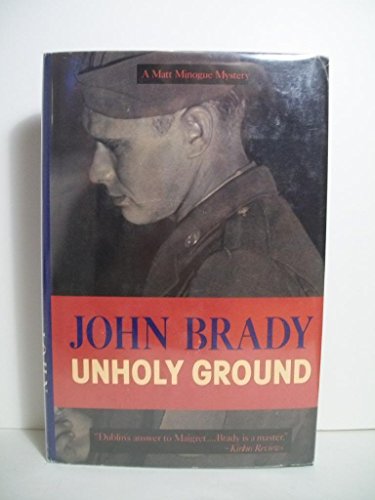 A Matt Minogue Mystery
JOHN BRADY
UNHOLY GROUND
"Dublin's answer to Maigret....Brady is a master."
– Kirkus Reviews